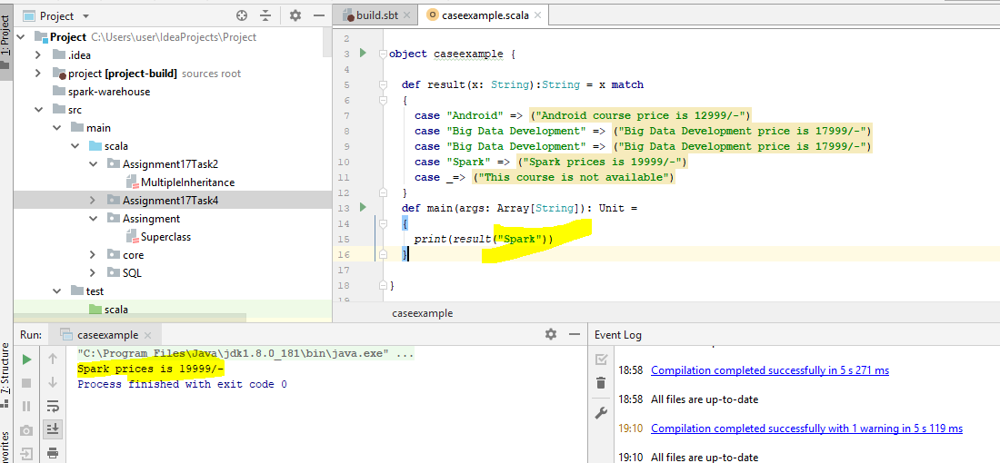 Project
build.sbt
caseexample.scala
1: Project
Project C:\Users\user\IdeaProjects\Project
.idea
project [project-build] sources root
spark-warehouse
src
main
scala
Assignment17Task2
MultipleInheritance
Assignment17Task4
Assingment
Superclass
core
SQL
test
scala
2
3 object caseexample {
4
5 def result(x: String):String = x match
6 {
7 case "Android" => ("Android course price is 12999/-")
8 case "Big Data Development" => ("Big Data Development price is 17999/-")
9 case "Big Data Development" => ("Big Data Development price is 17999/-")
10 case "Spark" => ("Spark prices is 19999/-")
11 case _=> ("This course is not available")
12 }
13 def main(args: Array[String]): Unit =
14 {
15 print(result("Spark"))
16 }
17
18 }
19
caseexample
Run: caseexample
"C:\Program Files\Java\jdk1.8.0_181\bin\java.exe" ...
Spark prices is 19999/-
Process finished with exit code 0
7: Structure
avorites
Event Log
18:58 Compilation completed successfully in 5 s 271 ms
18:58 All files are up-to-date
19:10 Compilation completed successfully with 1 warning in 5 s 119 ms
19:10 All files are up-to-date